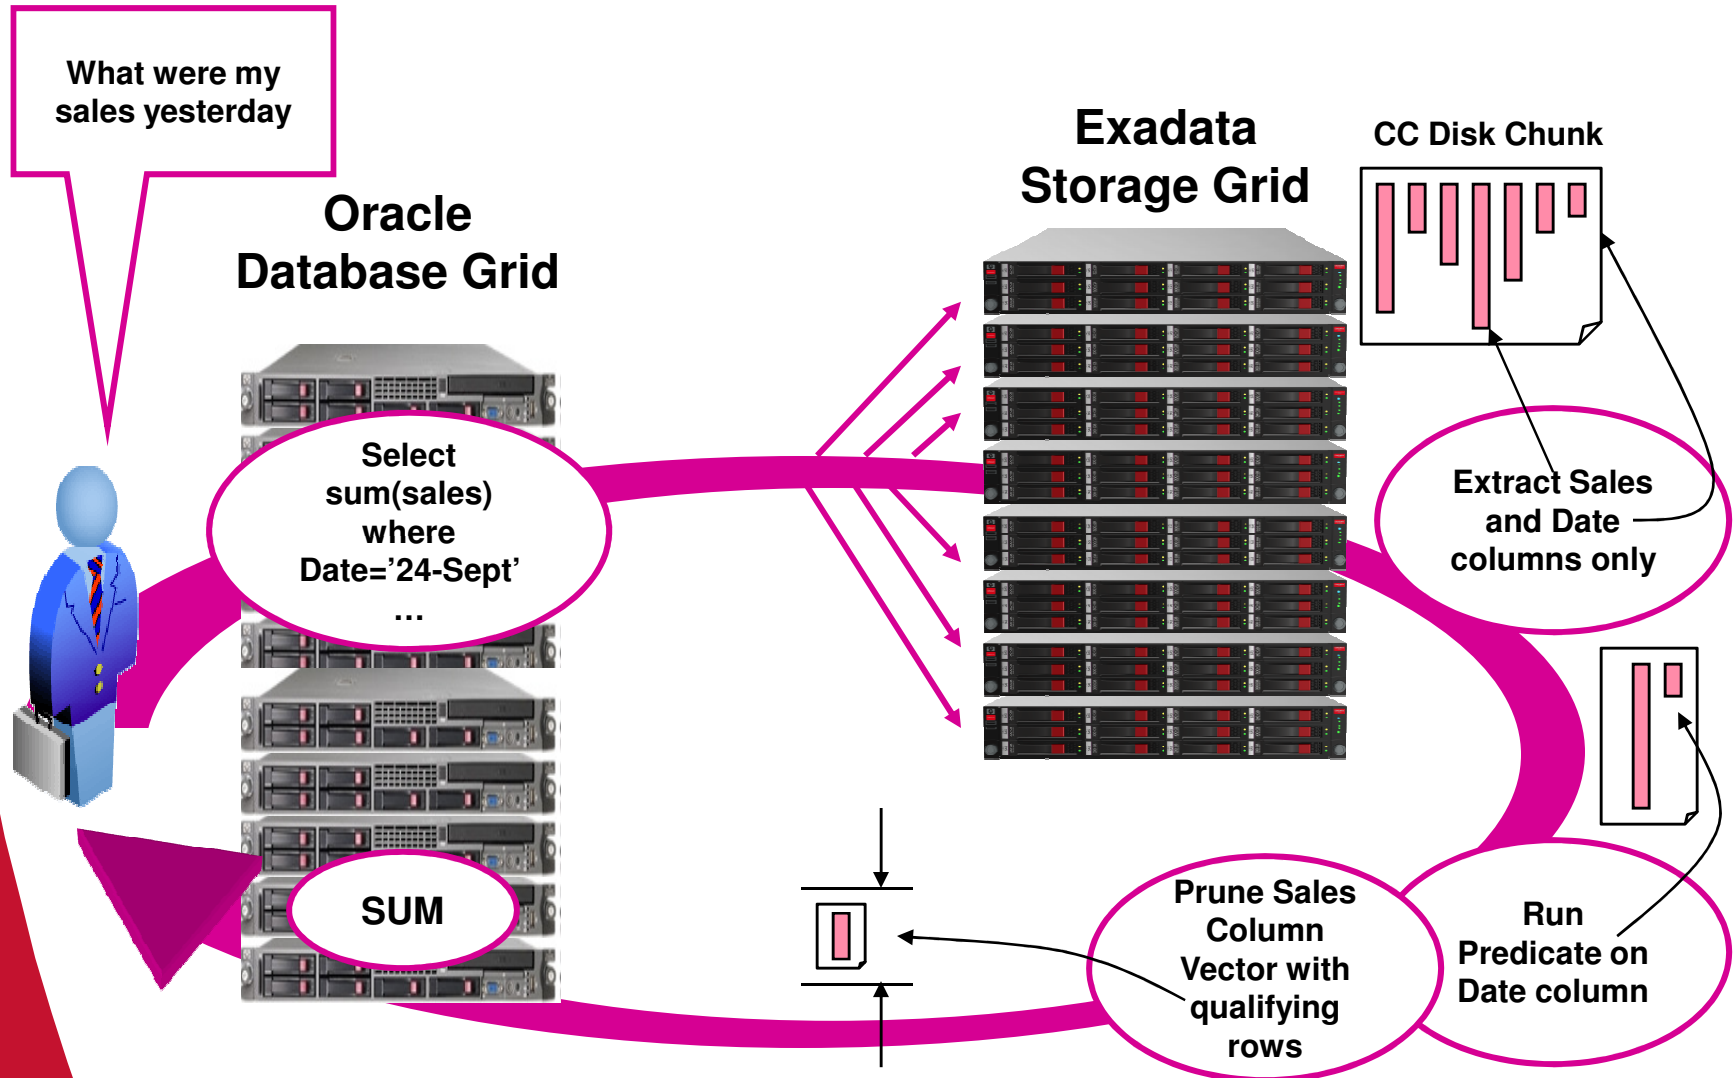 What were my
sales yesterday
Oracle
Database Grid
Exadata
Storage Grid
CC Disk Chunk
Select
sum(sales)
where
Date=’24-Sept’
…
Extract Sales
and Date
columns only
Run
Predicate on
Date column
Prune Sales
Column
Vector with
qualifying
rows
SUM